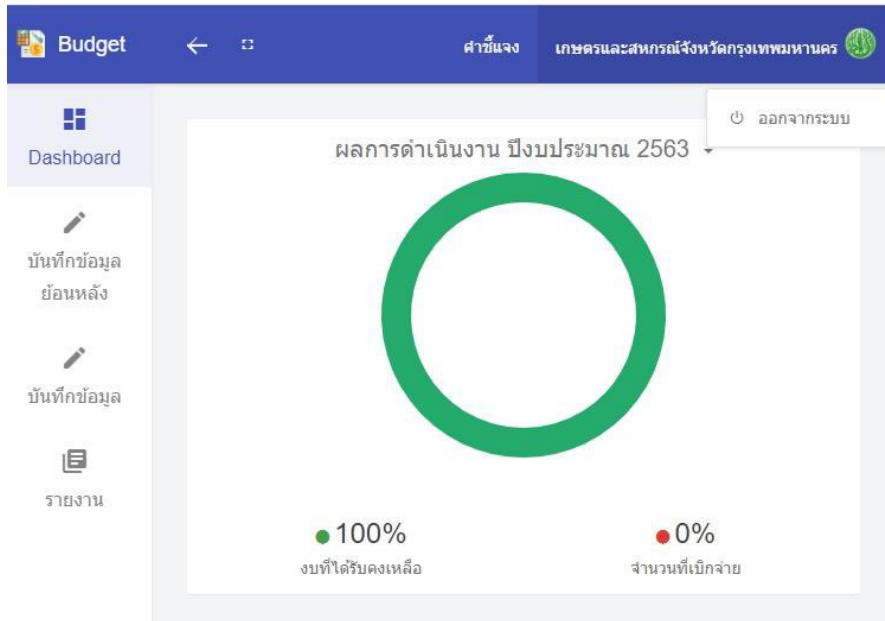 Budget
คำชี้แจง
เกษตรและสหกรณ์จังหวัดกรุงเทพมหานคร
ออกจากระบบ
Dashboard
บันทึกข้อมูล
ย้อนหลัง
บันทึกข้อมูล
รายงาน
ผลการดำเนินงาน ปีงบประมาณ 2563
100%
งบที่ได้รับคงเหลือ
0%
จำนวนที่เบิกจ่าย